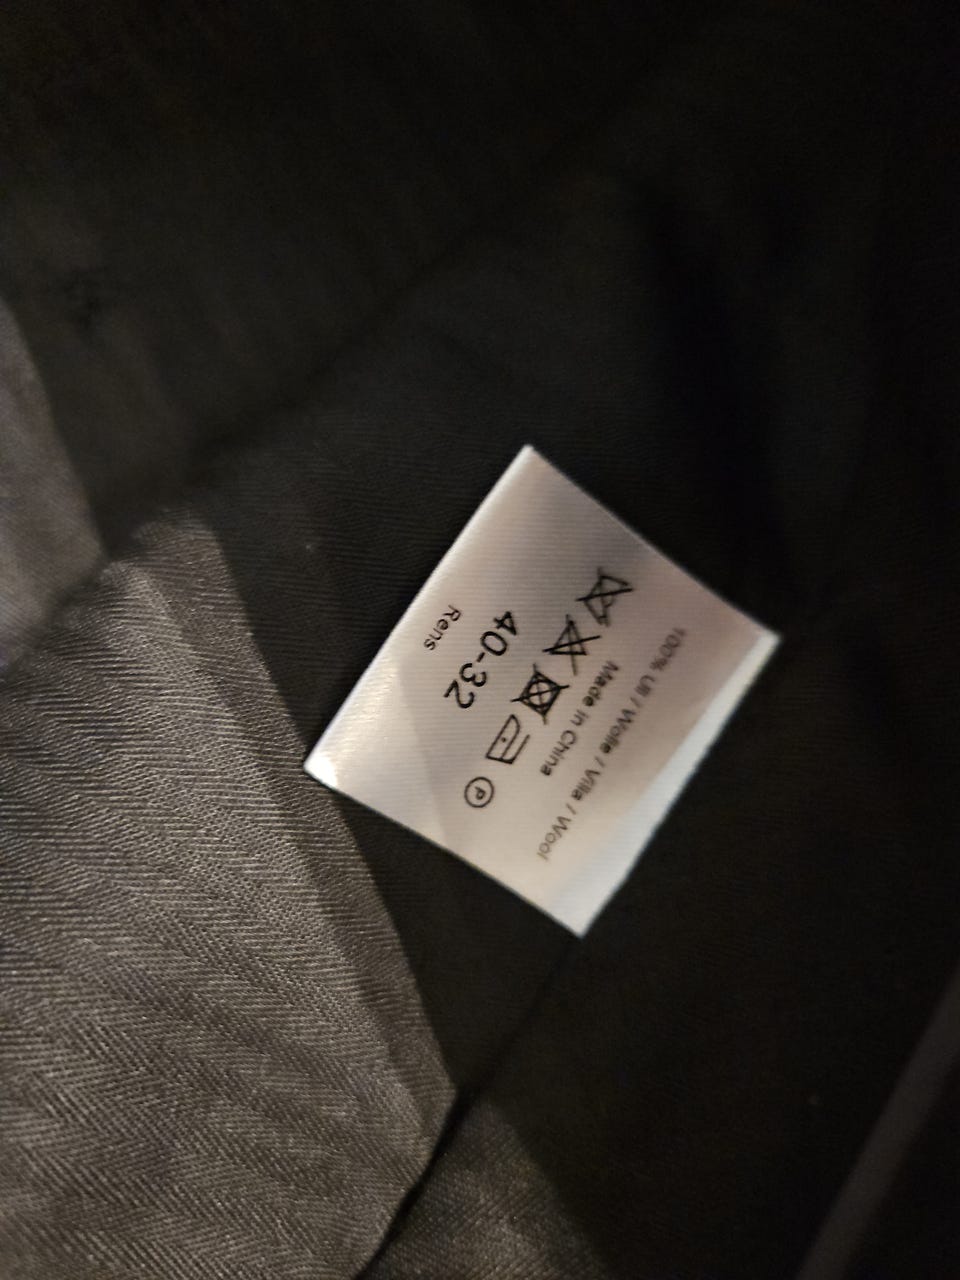 100% Ull / Wolle / Villa / Wool
Made in China
P
40-32
Rens